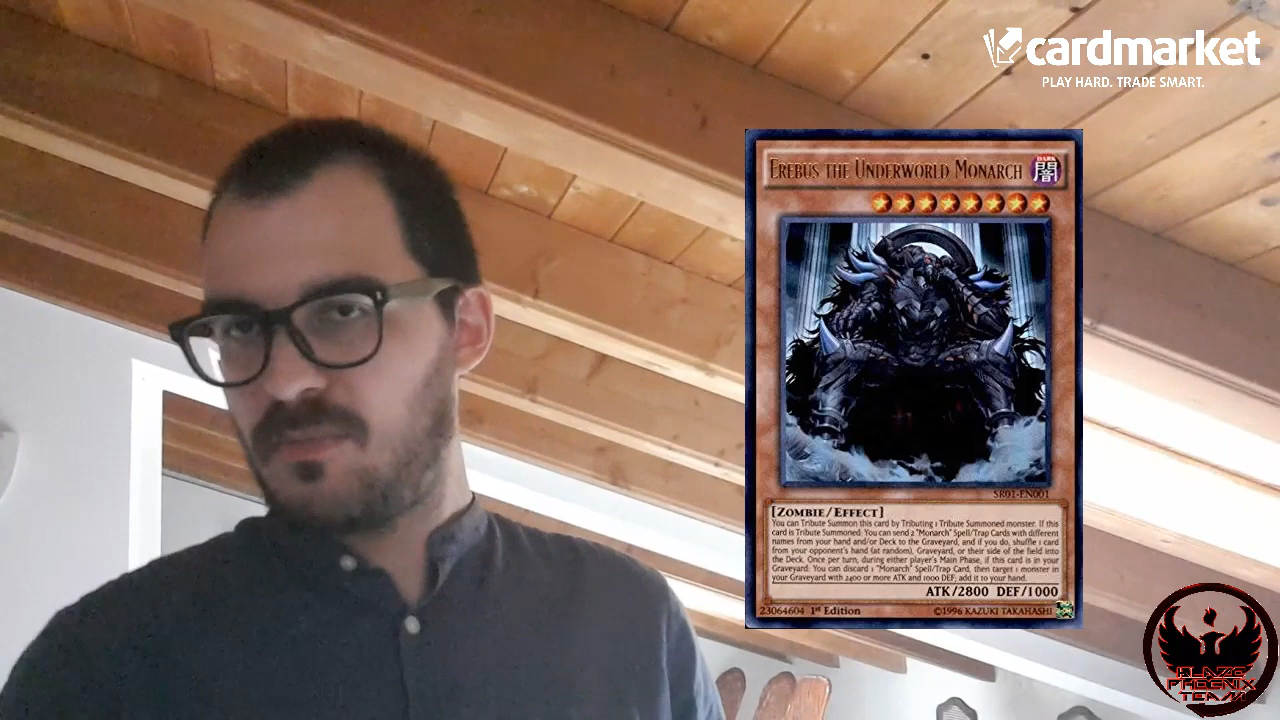 cardmarket
PLAY HARD. TRADE SMART.
EREBUS THE UNDERWORLD MONARCH
DARK
闇
SR01-EN001
[ZOMBIE/EFFECT]
You can Tribute Summon this card by Tributing 1 Tribute Summoned monster. If this
card is Tribute Summoned: You can send 2 "Monarch" Spell/Trap Cards with different
names from your hand and/or Deck to the Graveyard, and if you do, shuffle 1 card
from your opponent's hand (at random), Graveyard, or their side of the field into
the Deck. Once per turn, during either player's Main Phase, if this card is in your
Graveyard: You can discard 1 "Monarch" Spell/Trap Card, then target 1 monster in
your Graveyard with 2400 or more ATK and 1000 DEF; add it to your hand.
ATK/2800 DEF/1000
23064604 1st Edition ©1996 KAZUKI TAKAHASHI
BLAZE
PHOENIX
TEAM